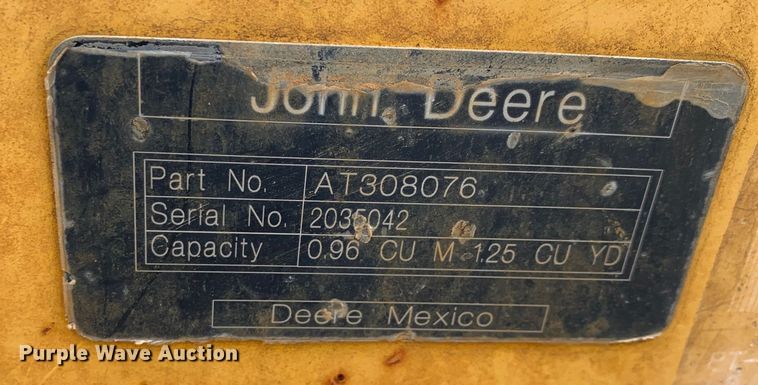 John Deere
Part No. AT308076
Serial No. 2035042
Capacity 0.96 CU M 1.25 CU YD
Deere Mexico
Purple Wave Auction